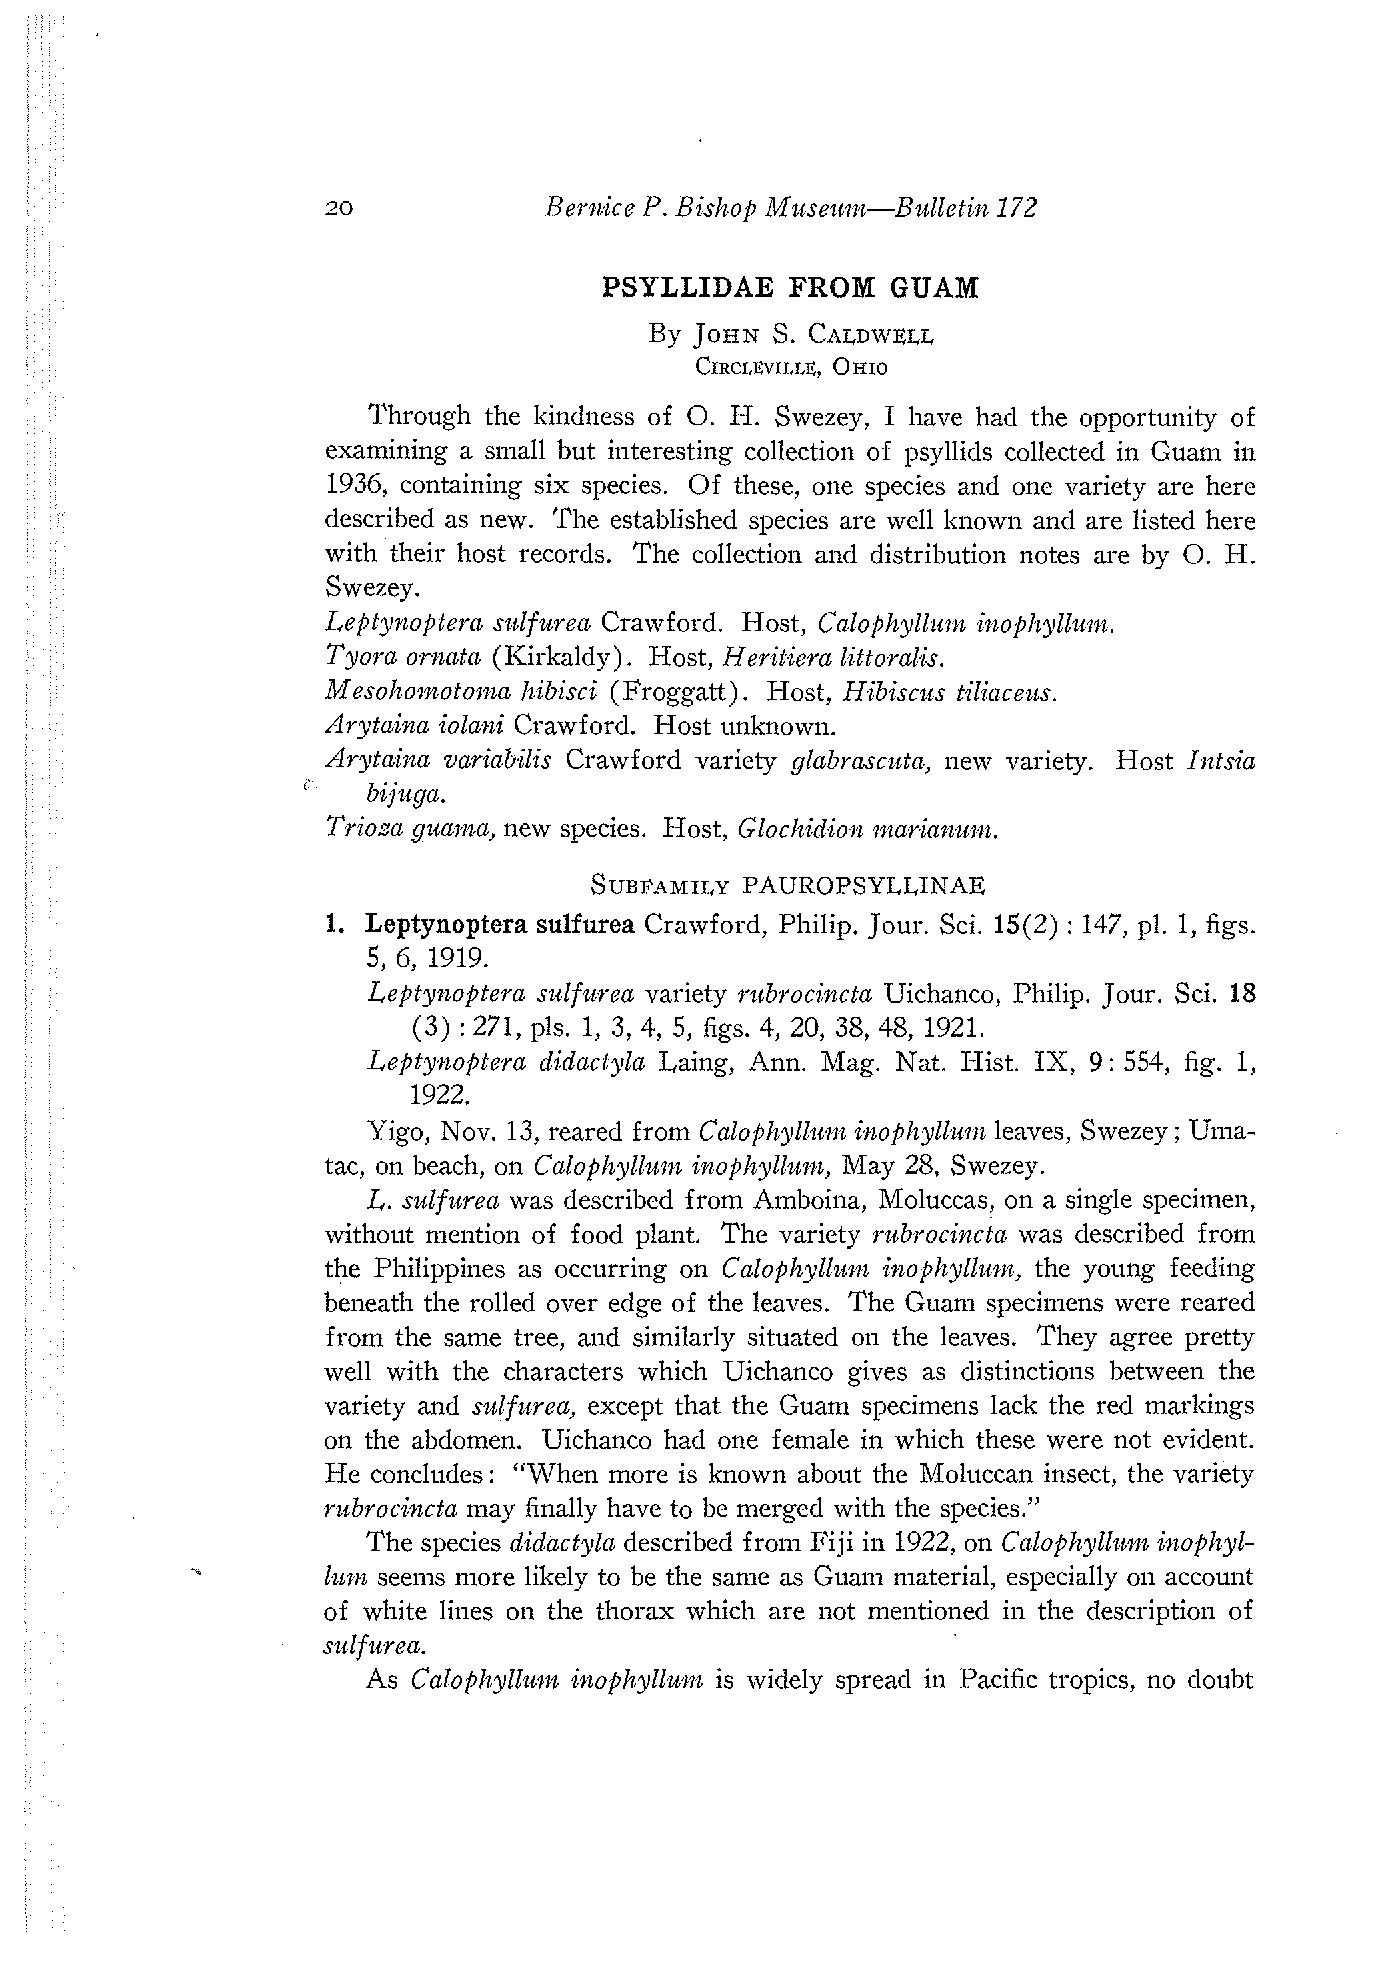 20 Bernice P. Bishop Museum—Bulletin 172
PSYLLIDAE FROM GUAM
By JOHN S. CALDWELL
CIRCLEVILLE, OHIO
Through the kindness of O. H. Swezey, I have had the opportunity of
examining a small but interesting collection of psyllids collected in Guam in
1936, containing six species. Of these, one species and one variety are here
described as new. The established species are well known and are listed here
with their host records. The collection and distribution notes are by O. H.
Swezey.
Leptynoptera sulfurea Crawford. Host, Calophyllum inophyllum.
Tyora ornata (Kirkaldy). Host, Heritiera littoralis.
Mesohomotoma hibisci (Froggatt). Host, Hibiscus tiliaceus.
Arytaina iolani Crawford. Host unknown.
Arytaina variabilis Crawford variety glabrascuta, new variety. Host Intsia
bijuga.
Trioza guama, new species. Host, Glochidion marianum.
SUBFAMILY PAUROPSYLLINAE
1. Leptynoptera sulfurea Crawford, Philip. Jour. Sci. 15(2) : 147, pl. 1, figs.
5, 6, 1919.
Leptynoptera sulfurea variety rubrocincta Uichanco, Philip. Jour. Sci. 18
(3) : 271, pls. 1, 3, 4, 5, figs. 4, 20, 38, 48, 1921.
Leptynoptera didactyla Laing, Ann. Mag. Nat. Hist. IX, 9: 554, fig. 1,
1922.
Yigo, Nov. 13, reared from Calophyllum inophyllum leaves, Swezey; Uma-
tac, on beach, on Calophyllum inophyllum, May 28, Swezey.
L. sulfurea was described from Amboina, Moluccas, on a single specimen,
without mention of food plant. The variety rubrocincta was described from
the Philippines as occurring on Calophyllum inophyllum, the young feeding
beneath the rolled over edge of the leaves. The Guam specimens were reared
from the same tree, and similarly situated on the leaves. They agree pretty
well with the characters which Uichanco gives as distinctions between the
variety and sulfurea, except that the Guam specimens lack the red markings
on the abdomen. Uichanco had one female in which these were not evident.
He concludes: "When more is known about the Moluccan insect, the variety
rubrocincta may finally have to be merged with the species."
The species didactyla described from Fiji in 1922, on Calophyllum inophyl-
lum seems more likely to be the same as Guam material, especially on account
of white lines on the thorax which are not mentioned in the description of
sulfurea.
As Calophyllum inophyllum is widely spread in Pacific tropics, no doubt